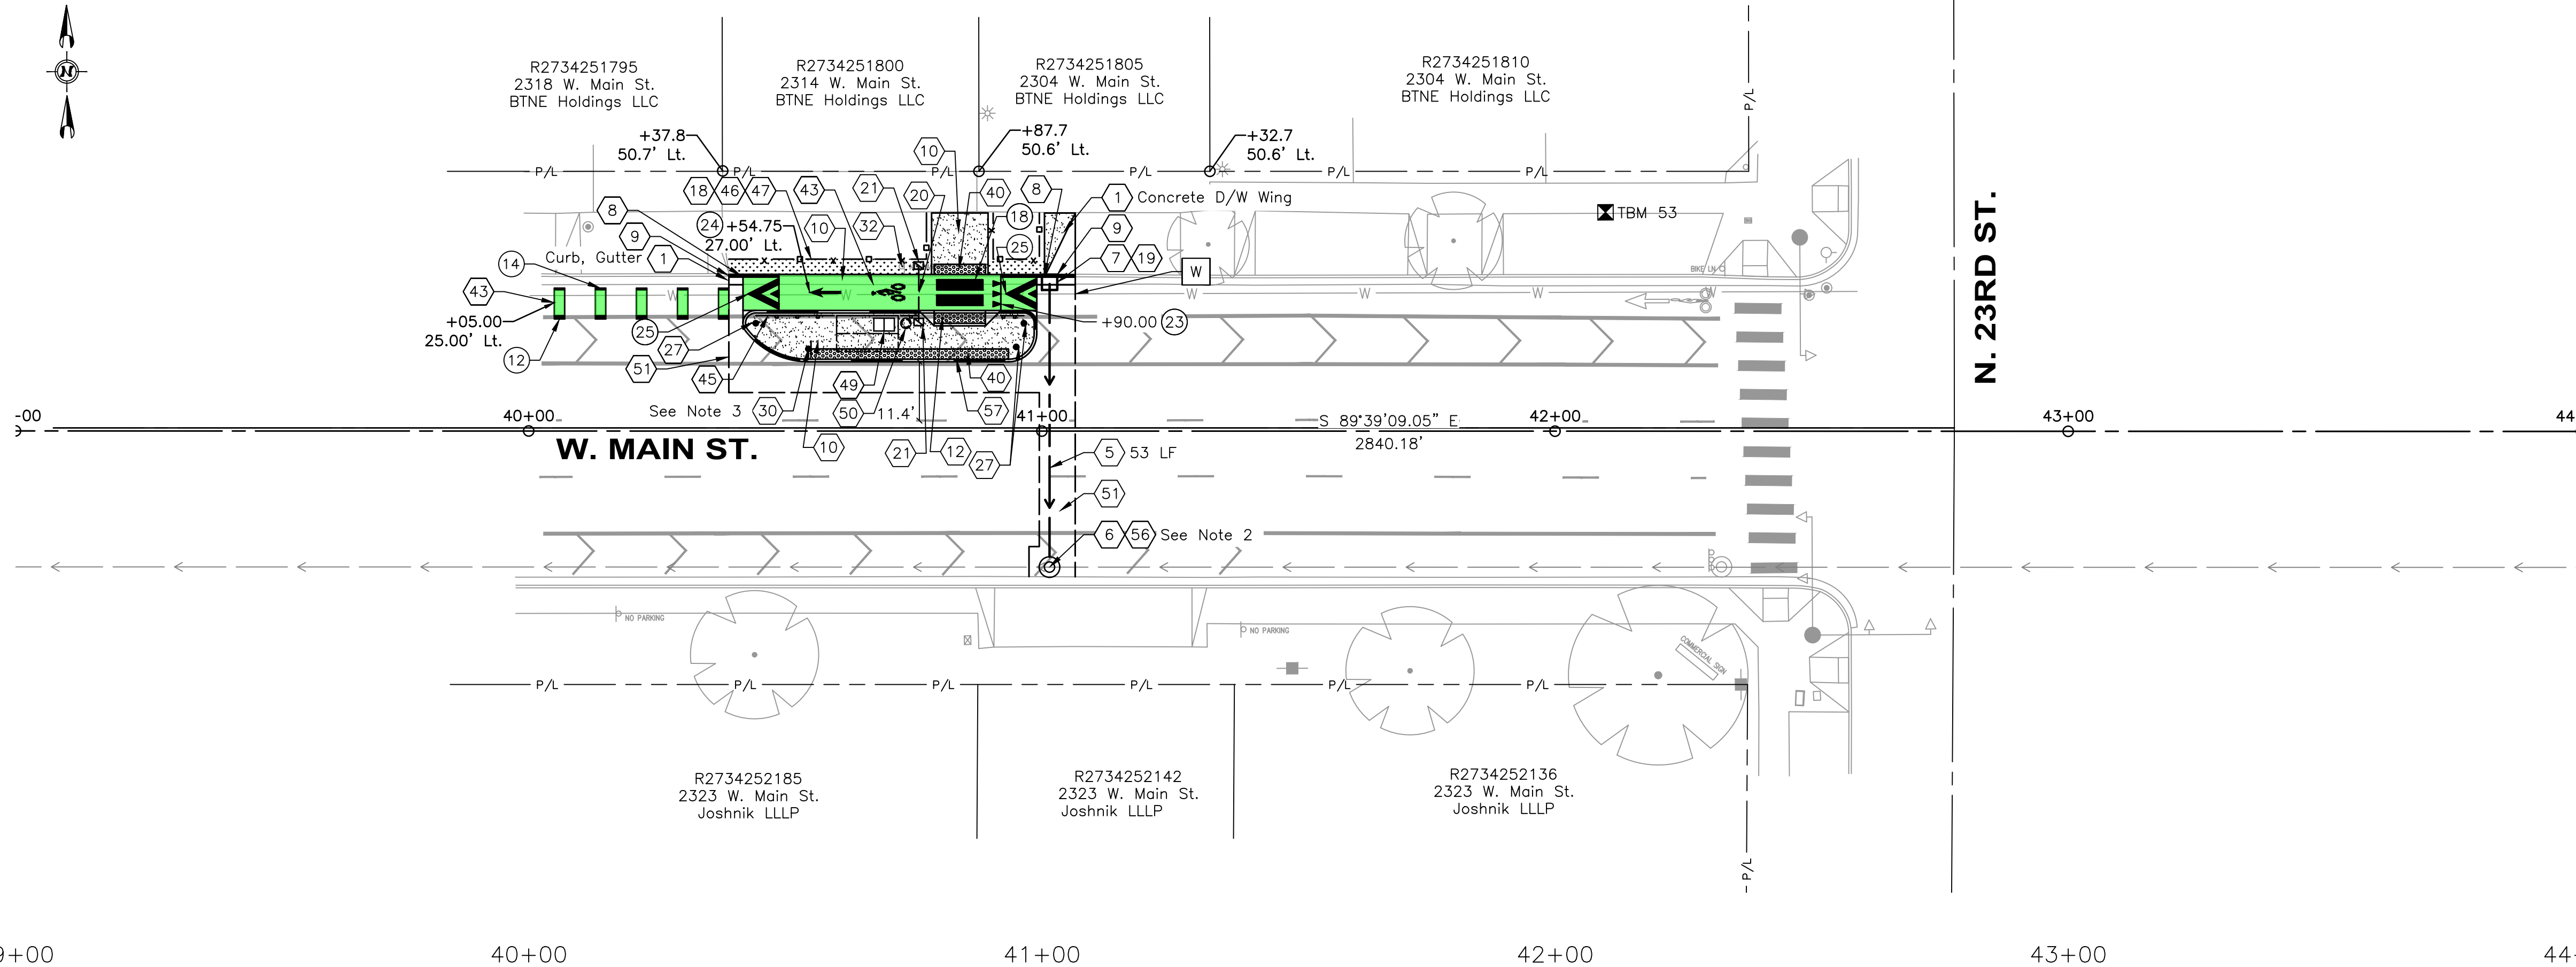 N
R2734251795
2318 W. Main St.
BTNE Holdings LLC
R2734251800
2314 W. Main St.
BTNE Holdings LLC
R2734251805
2304 W. Main St.
BTNE Holdings LLC
R2734251810
2304 W. Main St.
BTNE Holdings LLC
P/L
+37.8
50.7' Lt.
+87.7
50.6' Lt.
+32.7
50.6' Lt.
10
P/L
P/L
P/L
P/L
P/L
P/L
18
46
47
43
21
20
40
8
1 Concrete D/W Wing
8
24
+54.75
27.00' Lt.
10
32
18
9
TBM 53
9
25
7
19
Curb, Gutter 1
14
W
BIKE LN
43
W
W
W
W
W
W
W
+05.00
25.00' Lt.
12
25
+90.00 23
27
51
45
49
40
See Note 3 30
50
11.4'
57
10
21
12
27
-00
40+00
41+00
42+00
43+00
44
S 89°39'09.05" E
2840.18'
W. MAIN ST.
N. 23RD ST.
5 53 LF
51
6
56
See Note 2
NO PARKING
NO PARKING
COMMERCIAL SIGN
P/L
P/L
P/L
P/L
P/L
P/L
R2734252185
2323 W. Main St.
Joshnik LLLP
R2734252142
2323 W. Main St.
Joshnik LLLP
R2734252136
2323 W. Main St.
Joshnik LLLP
P/L
9+00
40+00
41+00
42+00
43+00
44